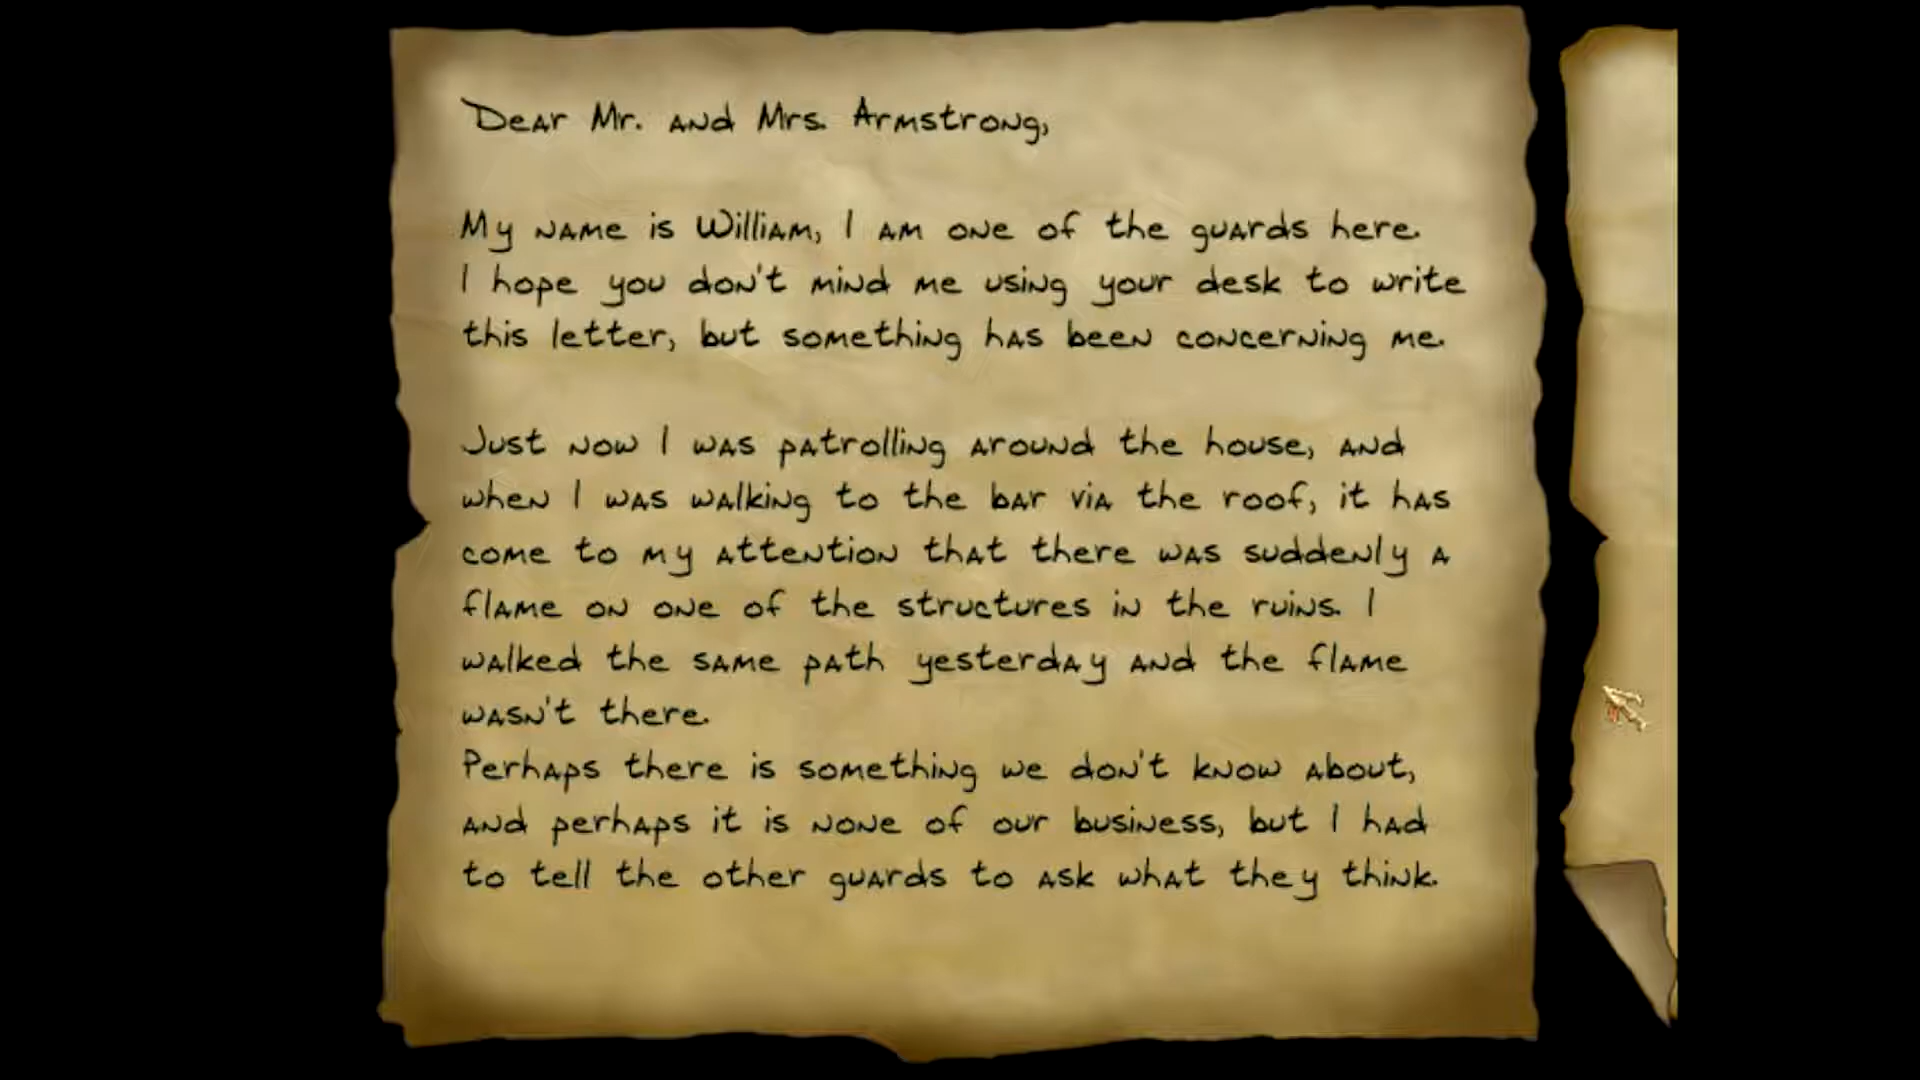 Dear Mr. and Mrs. Armstrong,
My name is William, I am one of the guards here.
I hope you don't mind me using your desk to write
this letter, but something has been concerning me.
Just now I was patrolling around the house, and
when I was walking to the bar via the roof, it has
come to my attention that there was suddenly a
flame on one of the structures in the ruins. I
walked the same path yesterday and the flame
wasn't there.
Perhaps there is something we don't know about,
and perhaps it is none of our business, but I had
to tell the other guards to ask what they think.